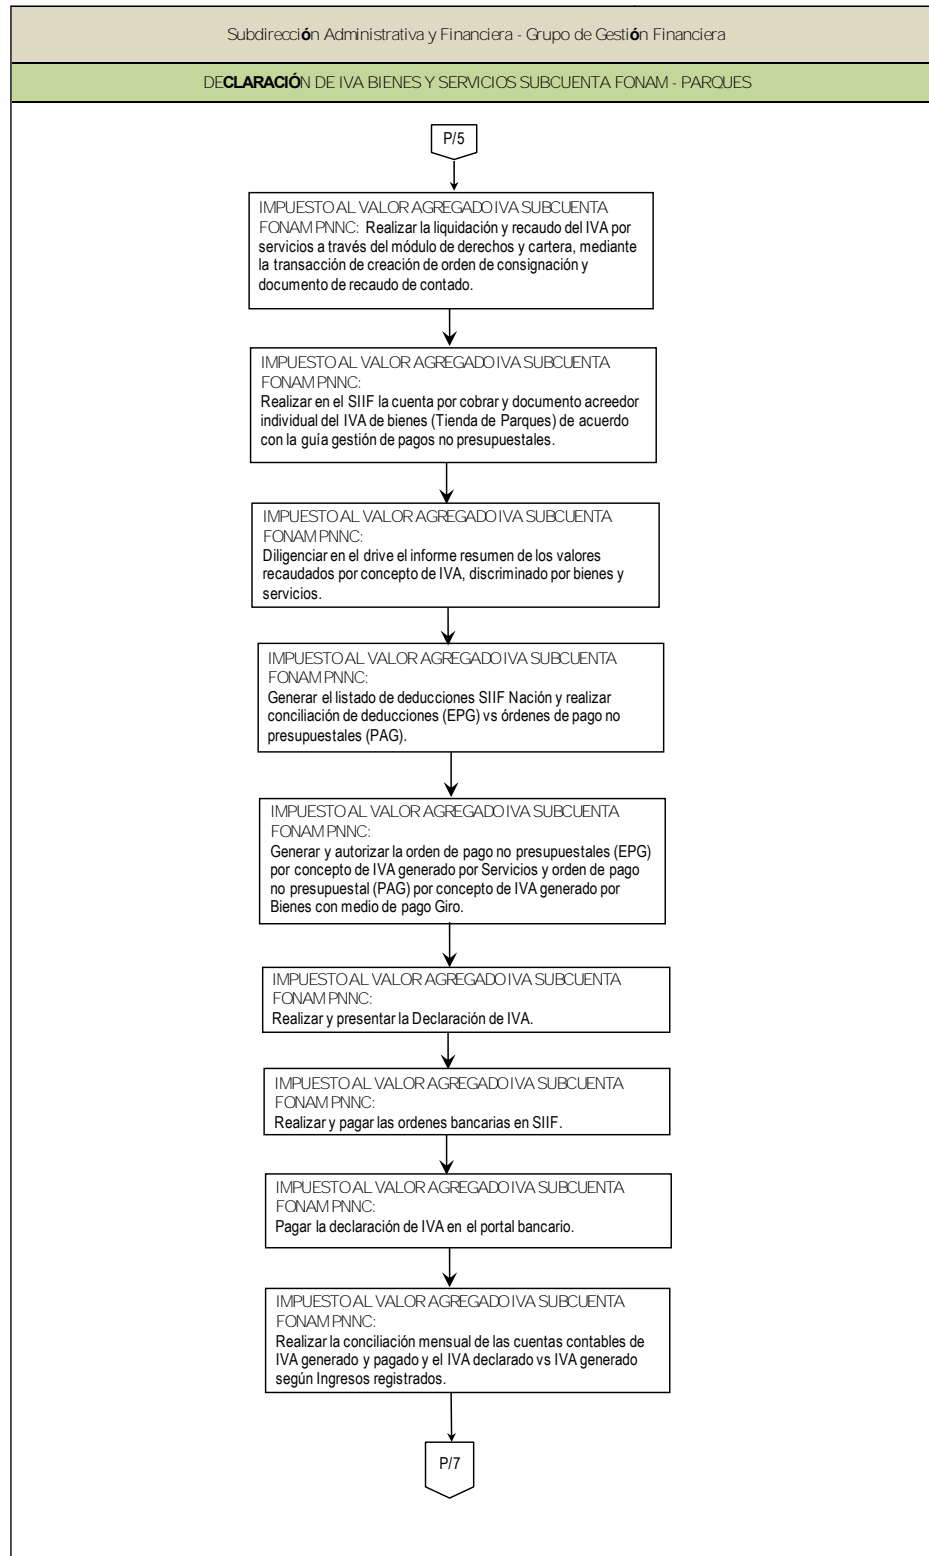 Subdirección Administrativa y Financiera - Grupo de Gestión Financiera
DECLARACIÓN DE IVA BIENES Y SERVICIOS SUBCUENTA FONAM - PARQUES
P/5
IMPUESTO AL VALOR AGREGADO IVA SUBCUENTA
FONAM PNNC: Realizar la liquidación y recaudo del IVA por
servicios a través del módulo de derechos y cartera, mediante
la transacción de creación de orden de consignación y
documento de recaudo de contado.
IMPUESTO AL VALOR AGREGADO IVA SUBCUENTA
FONAM PNNC:
Realizar en el SIIF la cuenta por cobrar y documento acreedor
individual del IVA de bienes (Tienda de Parques) de acuerdo
con la guía gestión de pagos no presupuestales.
IMPUESTO AL VALOR AGREGADO IVA SUBCUENTA
FONAM PNNC:
Diligenciar en el drive el informe resumen de los valores
recaudados por concepto de IVA, discriminado por bienes y
servicios.
IMPUESTO AL VALOR AGREGADO IVA SUBCUENTA
FONAM PNNC:
Generar el listado de deducciones SIIF Nación y realizar
conciliación de deducciones (EPG) vs órdenes de pago no
presupuestales (PAG).
IMPUESTO AL VALOR AGREGADO IVA SUBCUENTA
FONAM PNNC:
Generar y autorizar la orden de pago no presupuestales (EPG)
por concepto de IVA generado por Servicios y orden de pago
no presupuestal (PAG) por concepto de IVA generado por
Bienes con medio de pago Giro.
IMPUESTO AL VALOR AGREGADO IVA SUBCUENTA
FONAM PNNC:
Realizar y presentar la Declaración de IVA.
IMPUESTO AL VALOR AGREGADO IVA SUBCUENTA
FONAM PNNC:
Realizar y pagar las ordenes bancarias en SIIF.
IMPUESTO AL VALOR AGREGADO IVA SUBCUENTA
FONAM PNNC:
Pagar la declaración de IVA en el portal bancario.
IMPUESTO AL VALOR AGREGADO IVA SUBCUENTA
FONAM PNNC:
Realizar la conciliación mensual de las cuentas contables de
IVA generado y pagado y el IVA declarado vs IVA generado
según Ingresos registrados.
P/7